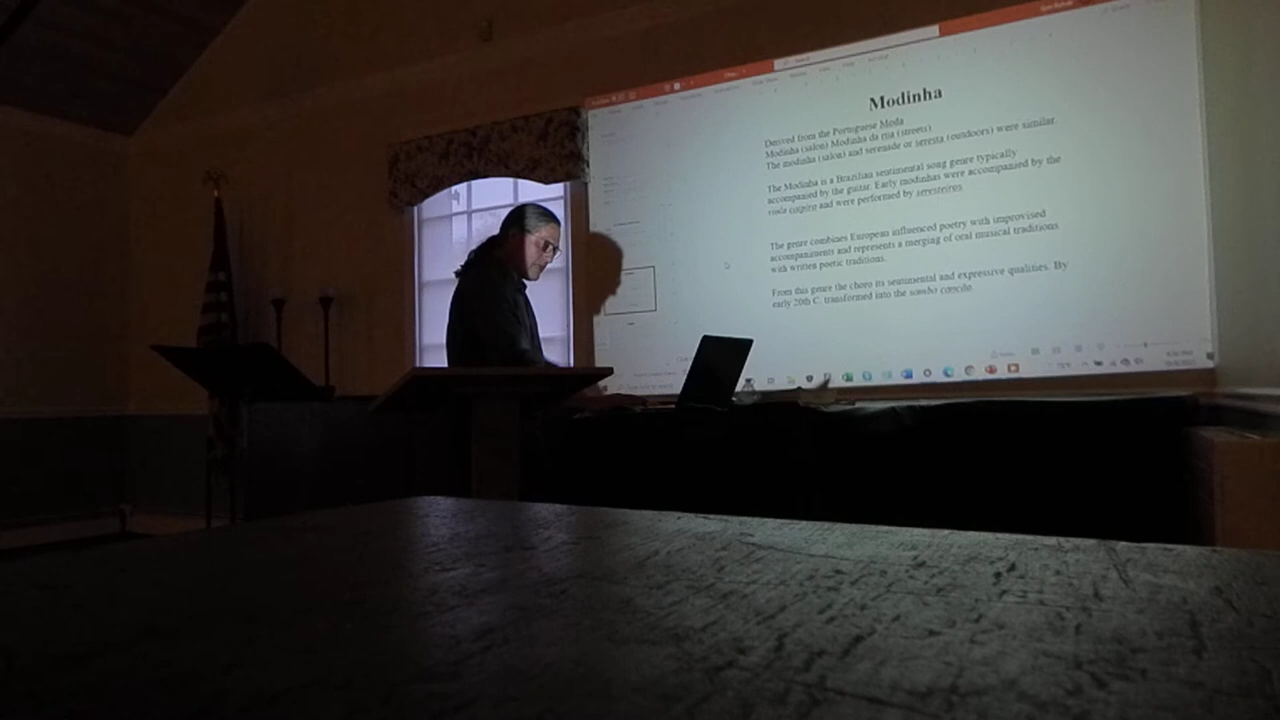 Modinha
Derived from the Portuguese Moda
Modinha (salon) Modinha da rua (streets)
The modinha (salon) and serenade or seresta (outdoors) were similar.
The Modinha is a Brazilian sentimental song genre typically
accompanied by the guitar. Early modinhas were accompanied by the
viola caipira and were performed by seresteiros.
The genre combines European influenced poetry with improvised
accompaniments and represents a merging of oral musical traditions
with written poetic traditions.
From this genre the choro its sentimental and expressive qualities. By
early 20th C. transformed into the samba canção.